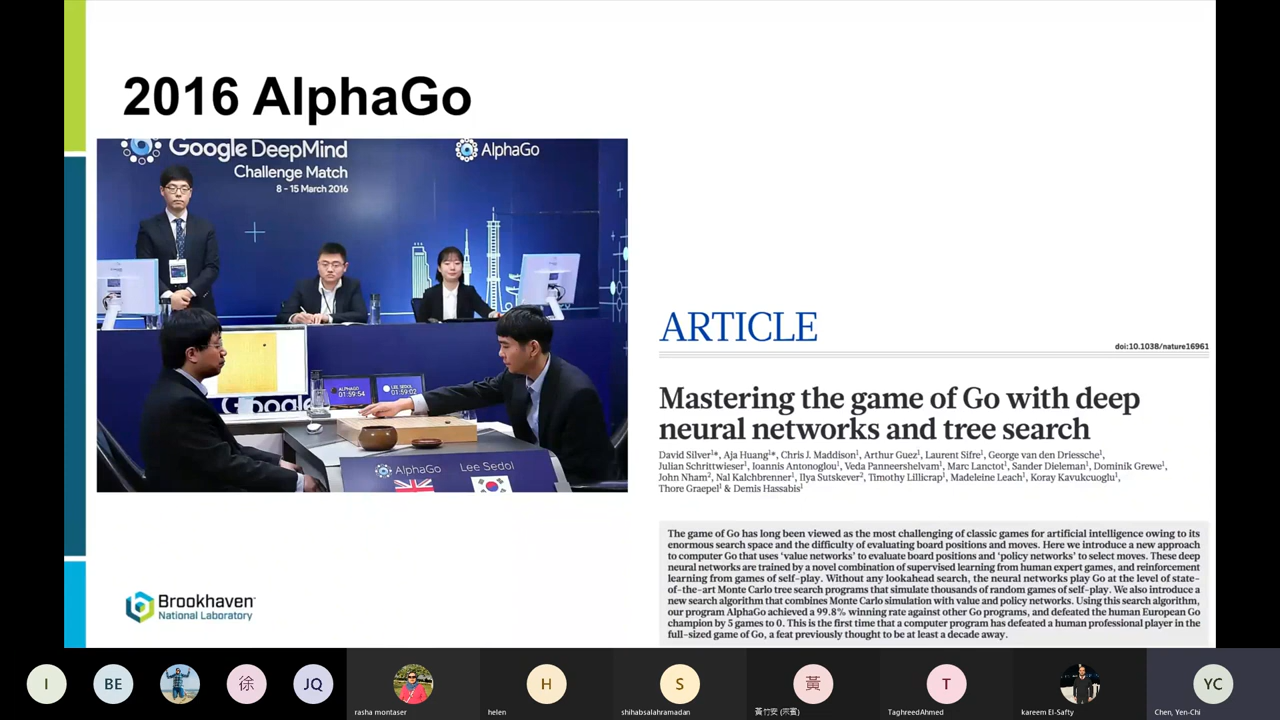 2016 AlphaGo
Google DeepMind
Challenge Match
8 - 15 March 2016
AlphaGo
ALPHAGO
01:59:54
LEE SEDOL
01:59:02
Google
AlphaGo
Lee Sedol
ARTICLE
doi:10.1038/nature16961
Mastering the game of Go with deep
neural networks and tree search
David Silver1*, Aja Huang1*, Chris J. Maddison1, Arthur Guez1, Laurent Sifre1, George van den Driessche1,
Julian Schrittwieser1, Ioannis Antonoglou1, Veda Panneershelvam1, Marc Lanctot1, Sander Dieleman1, Dominik Grewe1,
John Nham2, Nal Kalchbrenner1, Ilya Sutskever2, Timothy Lillicrap1, Madeleine Leach1, Koray Kavukcuoglu1,
Thore Graepel1 & Demis Hassabis1
The game of Go has long been viewed as the most challenging of classic games for artificial intelligence owing to its
enormous search space and the difficulty of evaluating board positions and moves. Here we introduce a new approach
to computer Go that uses ‘value networks’ to evaluate board positions and ‘policy networks’ to select moves. These deep
neural networks are trained by a novel combination of supervised learning from human expert games, and reinforcement
learning from games of self-play. Without any lookahead search, the neural networks play Go at the level of state-
of-the-art Monte Carlo tree search programs that simulate thousands of random games of self-play. We also introduce a
new search algorithm that combines Monte Carlo simulation with value and policy networks. Using this search algorithm,
our program AlphaGo achieved a 99.8% winning rate against other Go programs, and defeated the human European Go
champion by 5 games to 0. This is the first time that a computer program has defeated a human professional player in the
full-sized game of Go, a feat previously thought to be at least a decade away.
Brookhaven
National Laboratory
I
BE
徐
JQ
rasha montaser
H
helen
S
shihabsalahramadan
黃
黃竹安 (宗賓)
T
TaghreedAhmed
kareem El-Safty
YC
Chen, Yen-Chi